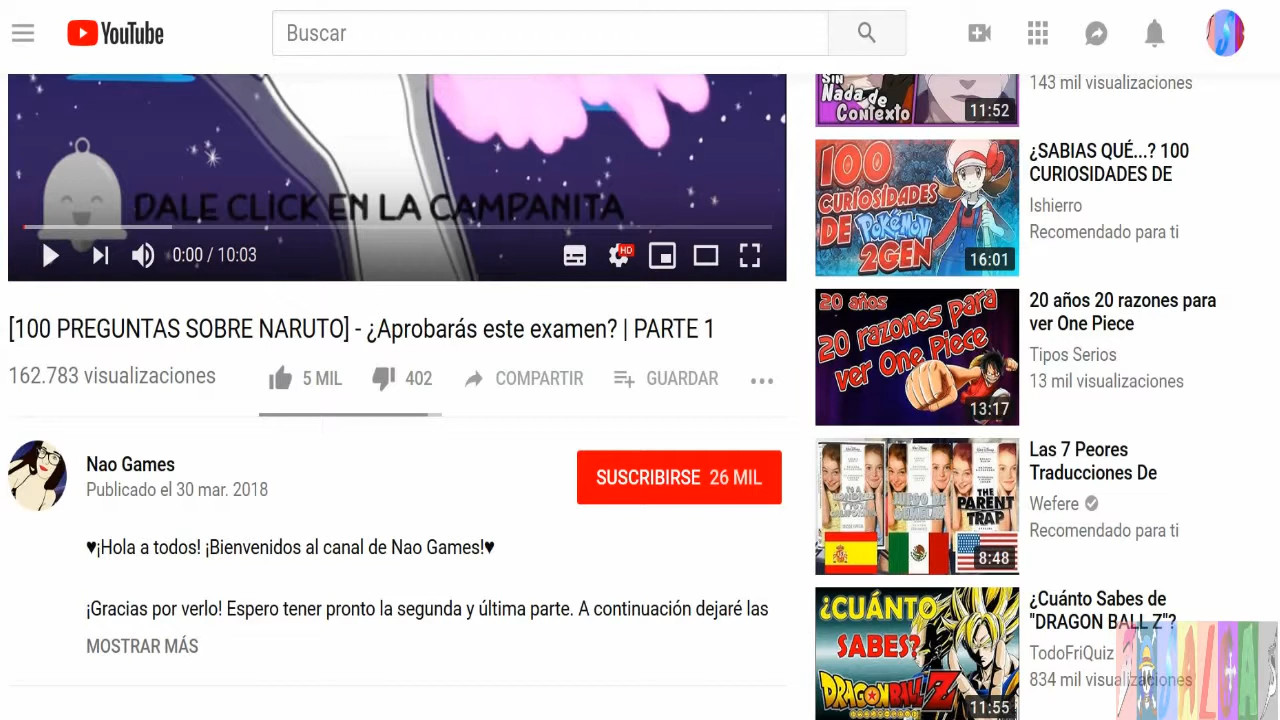 YouTube
Buscar
DALE CLICK EN LA CAMPANITA
0:00 / 10:03
HD
[100 PREGUNTAS SOBRE NARUTO] - ¿Aprobarás este examen? | PARTE 1
162.783 visualizaciones
5 MIL
402
COMPARTIR
GUARDAR
Nao Games
Publicado el 30 mar. 2018
SUSCRIBIRSE 26 MIL
♥¡Hola a todos! ¡Bienvenidos al canal de Nao Games!♥
¡Gracias por verlo! Espero tener pronto la segunda y última parte. A continuación dejaré las
MOSTRAR MÁS
SIN
Nada de
Contexto
11:52
143 mil visualizaciones
100
CURIOSIDADES
DE POKÉMON
2GEN
16:01
¿SABIAS QUÉ...? 100
CURIOSIDADES DE
Ishierro
Recomendado para ti
20 años
20 razones para
ver One Piece
13:17
20 años 20 razones para
ver One Piece
Tipos Serios
13 mil visualizaciones
THE
PARENT
TRAP
8:48
Las 7 Peores
Traducciones De
Wefere
Recomendado para ti
¿CUÁNTO
SABES?
DRAGON BALL Z
11:55
¿Cuánto Sabes de
"DRAGON BALL Z"?
TodoFriQuiz
834 mil visualizaciones